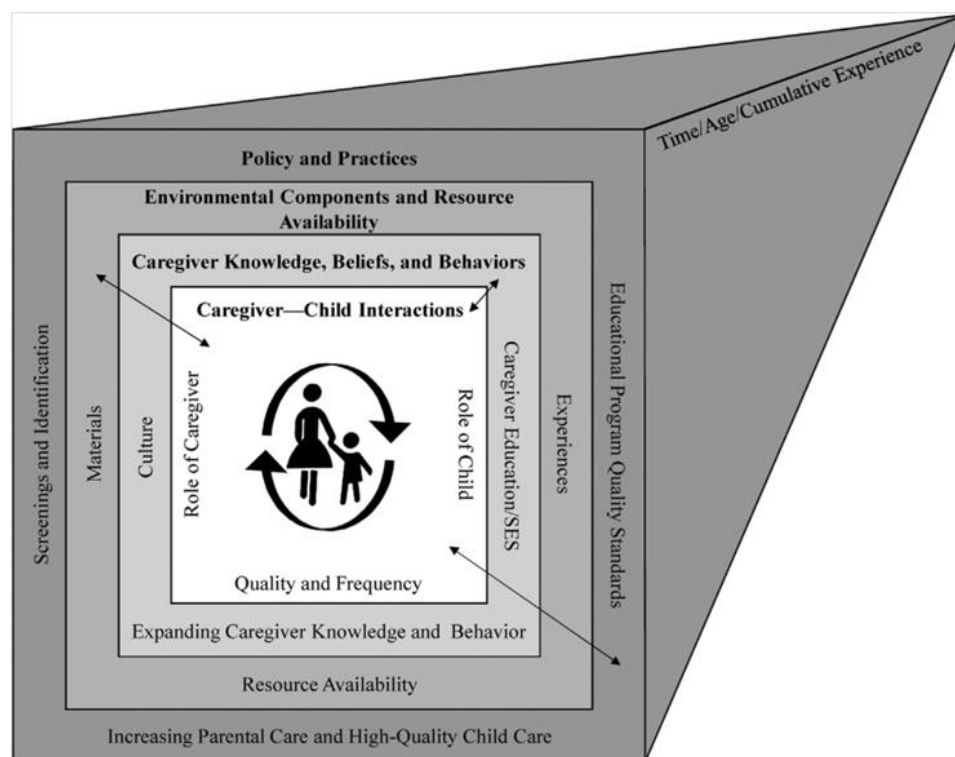 Time/Age/Cumulative Experience
Policy and Practices
Environmental Components and Resource
Availability
Caregiver Knowledge, Beliefs, and Behaviors
Caregiver—Child Interactions
Screenings and Identification
Materials
Culture
Role of Caregiver
Role of Child
Caregiver Education/SES
Experiences
Educational Program Quality Standards
Quality and Frequency
Expanding Caregiver Knowledge and Behavior
Resource Availability
Increasing Parental Care and High-Quality Child Care